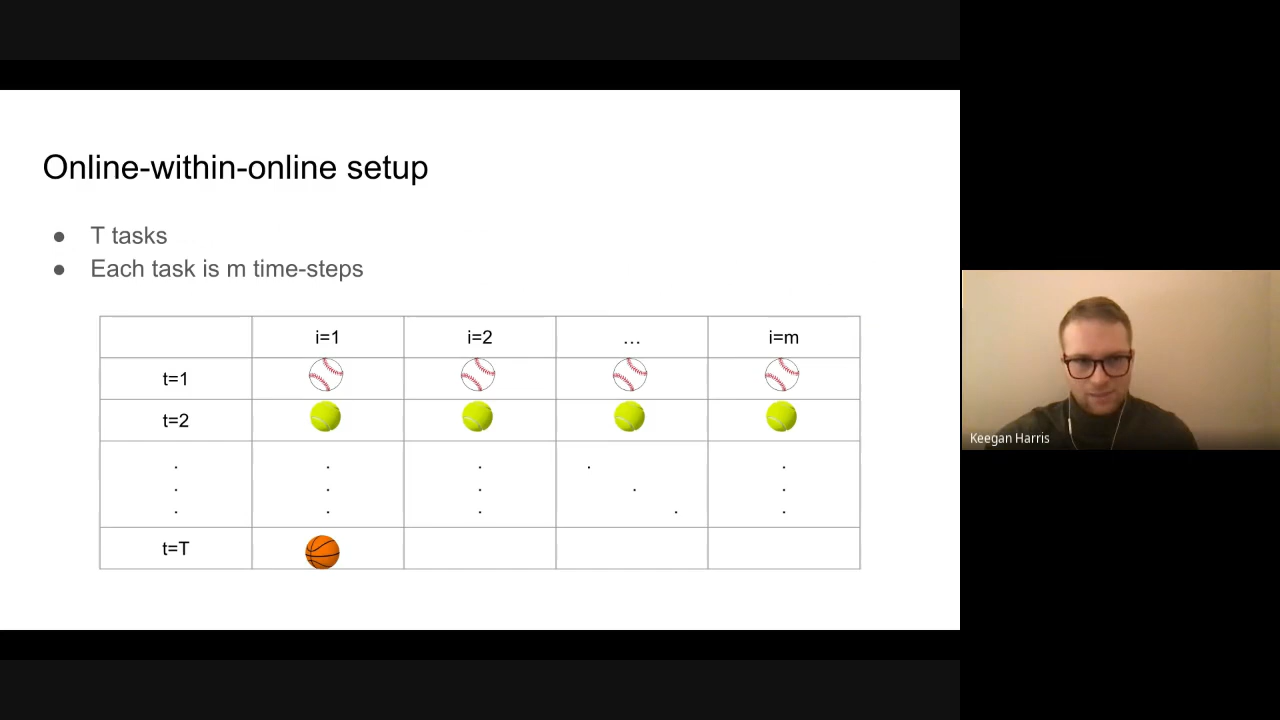 Online-within-online setup
● T tasks
● Each task is m time-steps
i=1 i=2 … i=m
t=1
t=2
. . . . .
. . . . .
. . . . .
t=T
Keegan Harris